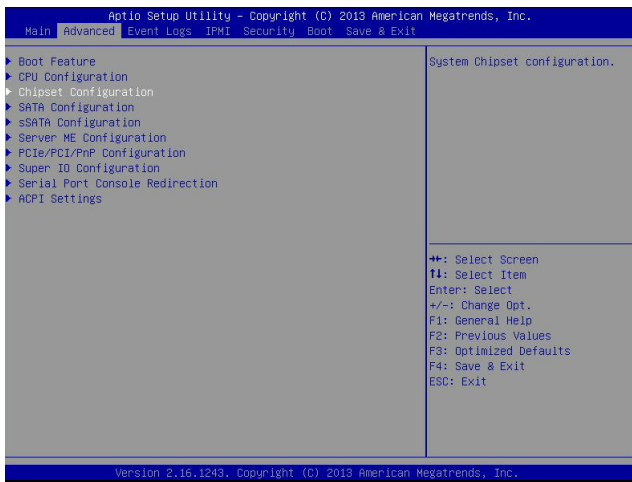 Aptio Setup Utility – Copyright (C) 2013 American Megatrends, Inc.
Main Advanced Event Logs IPMI Security Boot Save & Exit
Boot Feature
CPU Configuration
Chipset Configuration
SATA Configuration
sSATA Configuration
Server ME Configuration
PCIe/PCI/PnP Configuration
Super IO Configuration
Serial Port Console Redirection
ACPI Settings
System Chipset configuration.
→←: Select Screen
↑↓: Select Item
Enter: Select
+/-: Change Opt.
F1: General Help
F2: Previous Values
F3: Optimized Defaults
F4: Save & Exit
ESC: Exit
Version 2.16.1243. Copyright (C) 2013 American Megatrends, Inc.